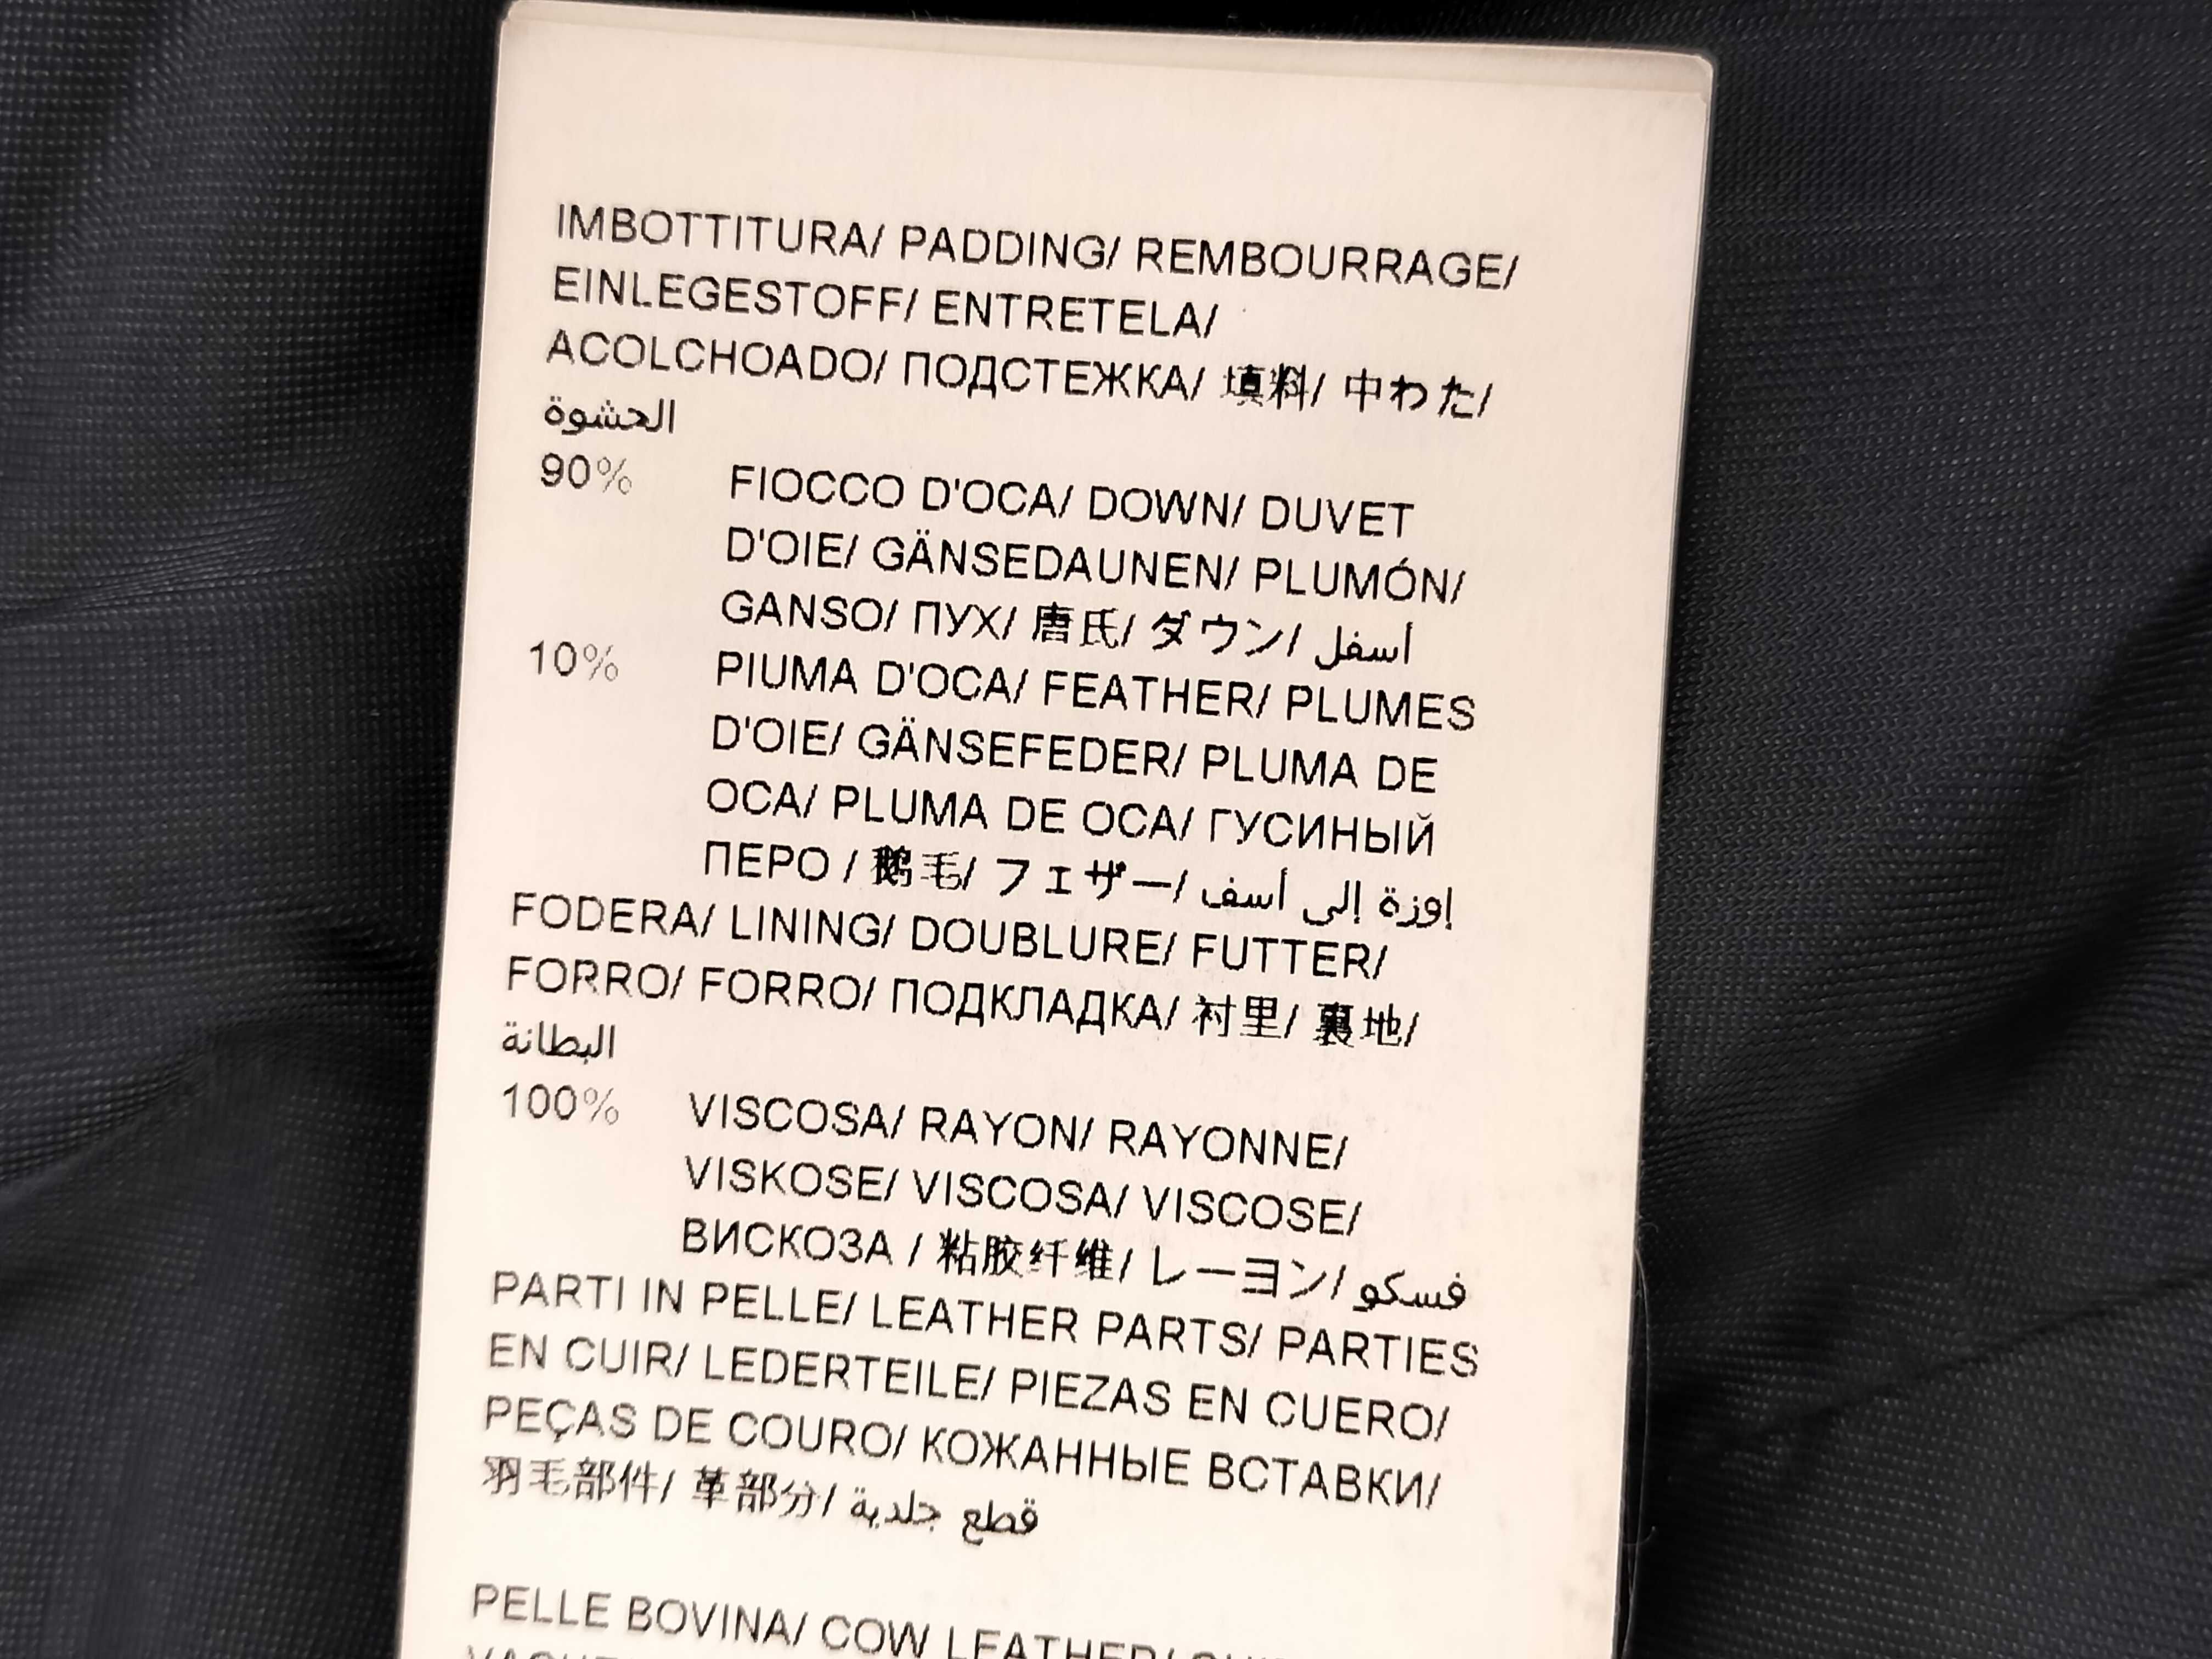 IMBOTTITURA/ PADDING/ REMBOURRAGE/
EINLEGESTOFF/ ENTRETELA/
ACOLCHOADO/ ПОДСТЕЖКА/ 填料/ 中わた/
الحشوة
90% FIOCCO D'OCA/ DOWN/ DUVET
D'OIE/ GÄNSEDAUNEN/ PLUMÓN/
GANSO/ ПУХ/ 唐氏/ ダウン/ أسفل
10% PIUMA D'OCA/ FEATHER/ PLUMES
D'OIE/ GÄNSEFEDER/ PLUMA DE
OCA/ PLUMA DE OCA/ ГУСИНЫЙ
ПЕРО / 鹅毛/ フェザー/ إوزة إلى أسف
FODERA/ LINING/ DOUBLURE/ FUTTER/
FORRO/ FORRO/ ПОДКЛАДКА/ 衬里/ 裏地/
البطانة
100% VISCOSA/ RAYON/ RAYONNE/
VISKOSE/ VISCOSA/ VISCOSE/
ВИСКОЗА / 粘胶纤维/ レーヨン/ فسكو
PARTI IN PELLE/ LEATHER PARTS/ PARTIES
EN CUIR/ LEDERTEILE/ PIEZAS EN CUERO/
PEÇAS DE COURO/ КОЖАННЫЕ ВСТАВКИ/
羽毛部件/ 革部分/ قطع جلدية
PELLE BOVINA/ COW LEATHER/